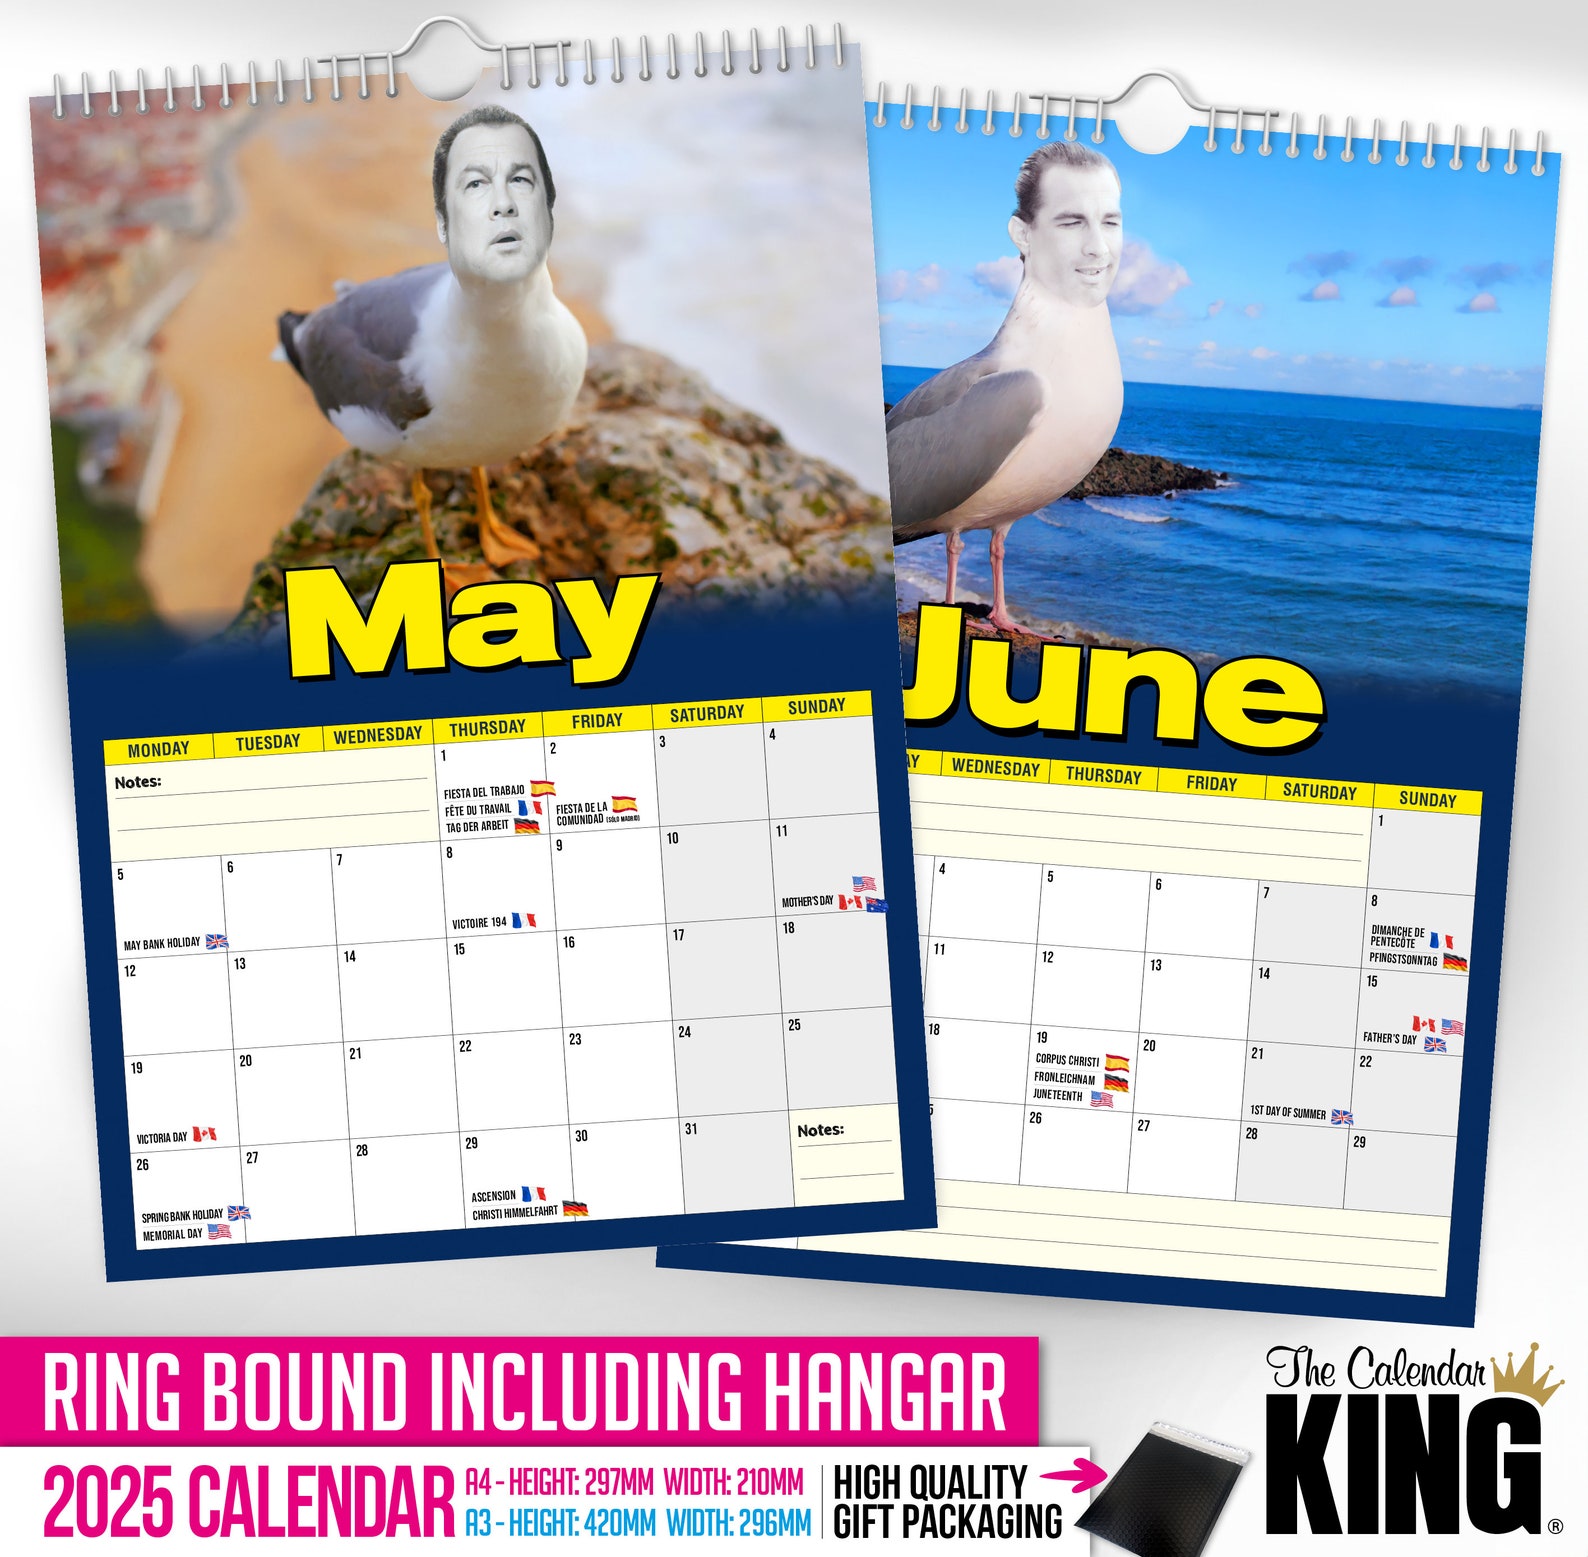 May
MONDAY TUESDAY WEDNESDAY THURSDAY FRIDAY SATURDAY SUNDAY
Notes:
1 2 3 4
FIESTA DEL TRABAJO
FÊTE DU TRAVAIL
TAG DER ARBEIT
FIESTA DE LA
COMUNIDAD (SÓLO MADRID)
5 6 7 8 9 10 11
MAY BANK HOLIDAY
VICTOIRE 194
MOTHER'S DAY
12 13 14 15 16 17 18
19 20 21 22 23 24 25
VICTORIA DAY
26 27 28 29 30 31
SPRING BANK HOLIDAY
MEMORIAL DAY
ASCENSION
CHRISTI HIMMELFAHRT
Notes:
June
AY WEDNESDAY THURSDAY FRIDAY SATURDAY SUNDAY
1
4 5 6 7 8
DIMANCHE DE
PENTECÔTE
PFINGSTSONNTAG
11 12 13 14 15
FATHER'S DAY
18 19 20 21 22
CORPUS CHRISTI
FRONLEICHNAM
JUNETEENTH
1ST DAY OF SUMMER
5 26 27 28 29
RING BOUND INCLUDING HANGAR
2025 CALENDAR
A4 - HEIGHT: 297MM WIDTH: 210MM
A3 - HEIGHT: 420MM WIDTH: 296MM
HIGH QUALITY
GIFT PACKAGING
The Calendar
KING®